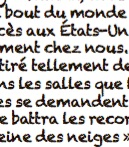 bout du monde
cès aux États-Un
ment chez nous.
tiré tellement de
ns les salles que l
s se demandent
e battra les recor
eine des neiges »